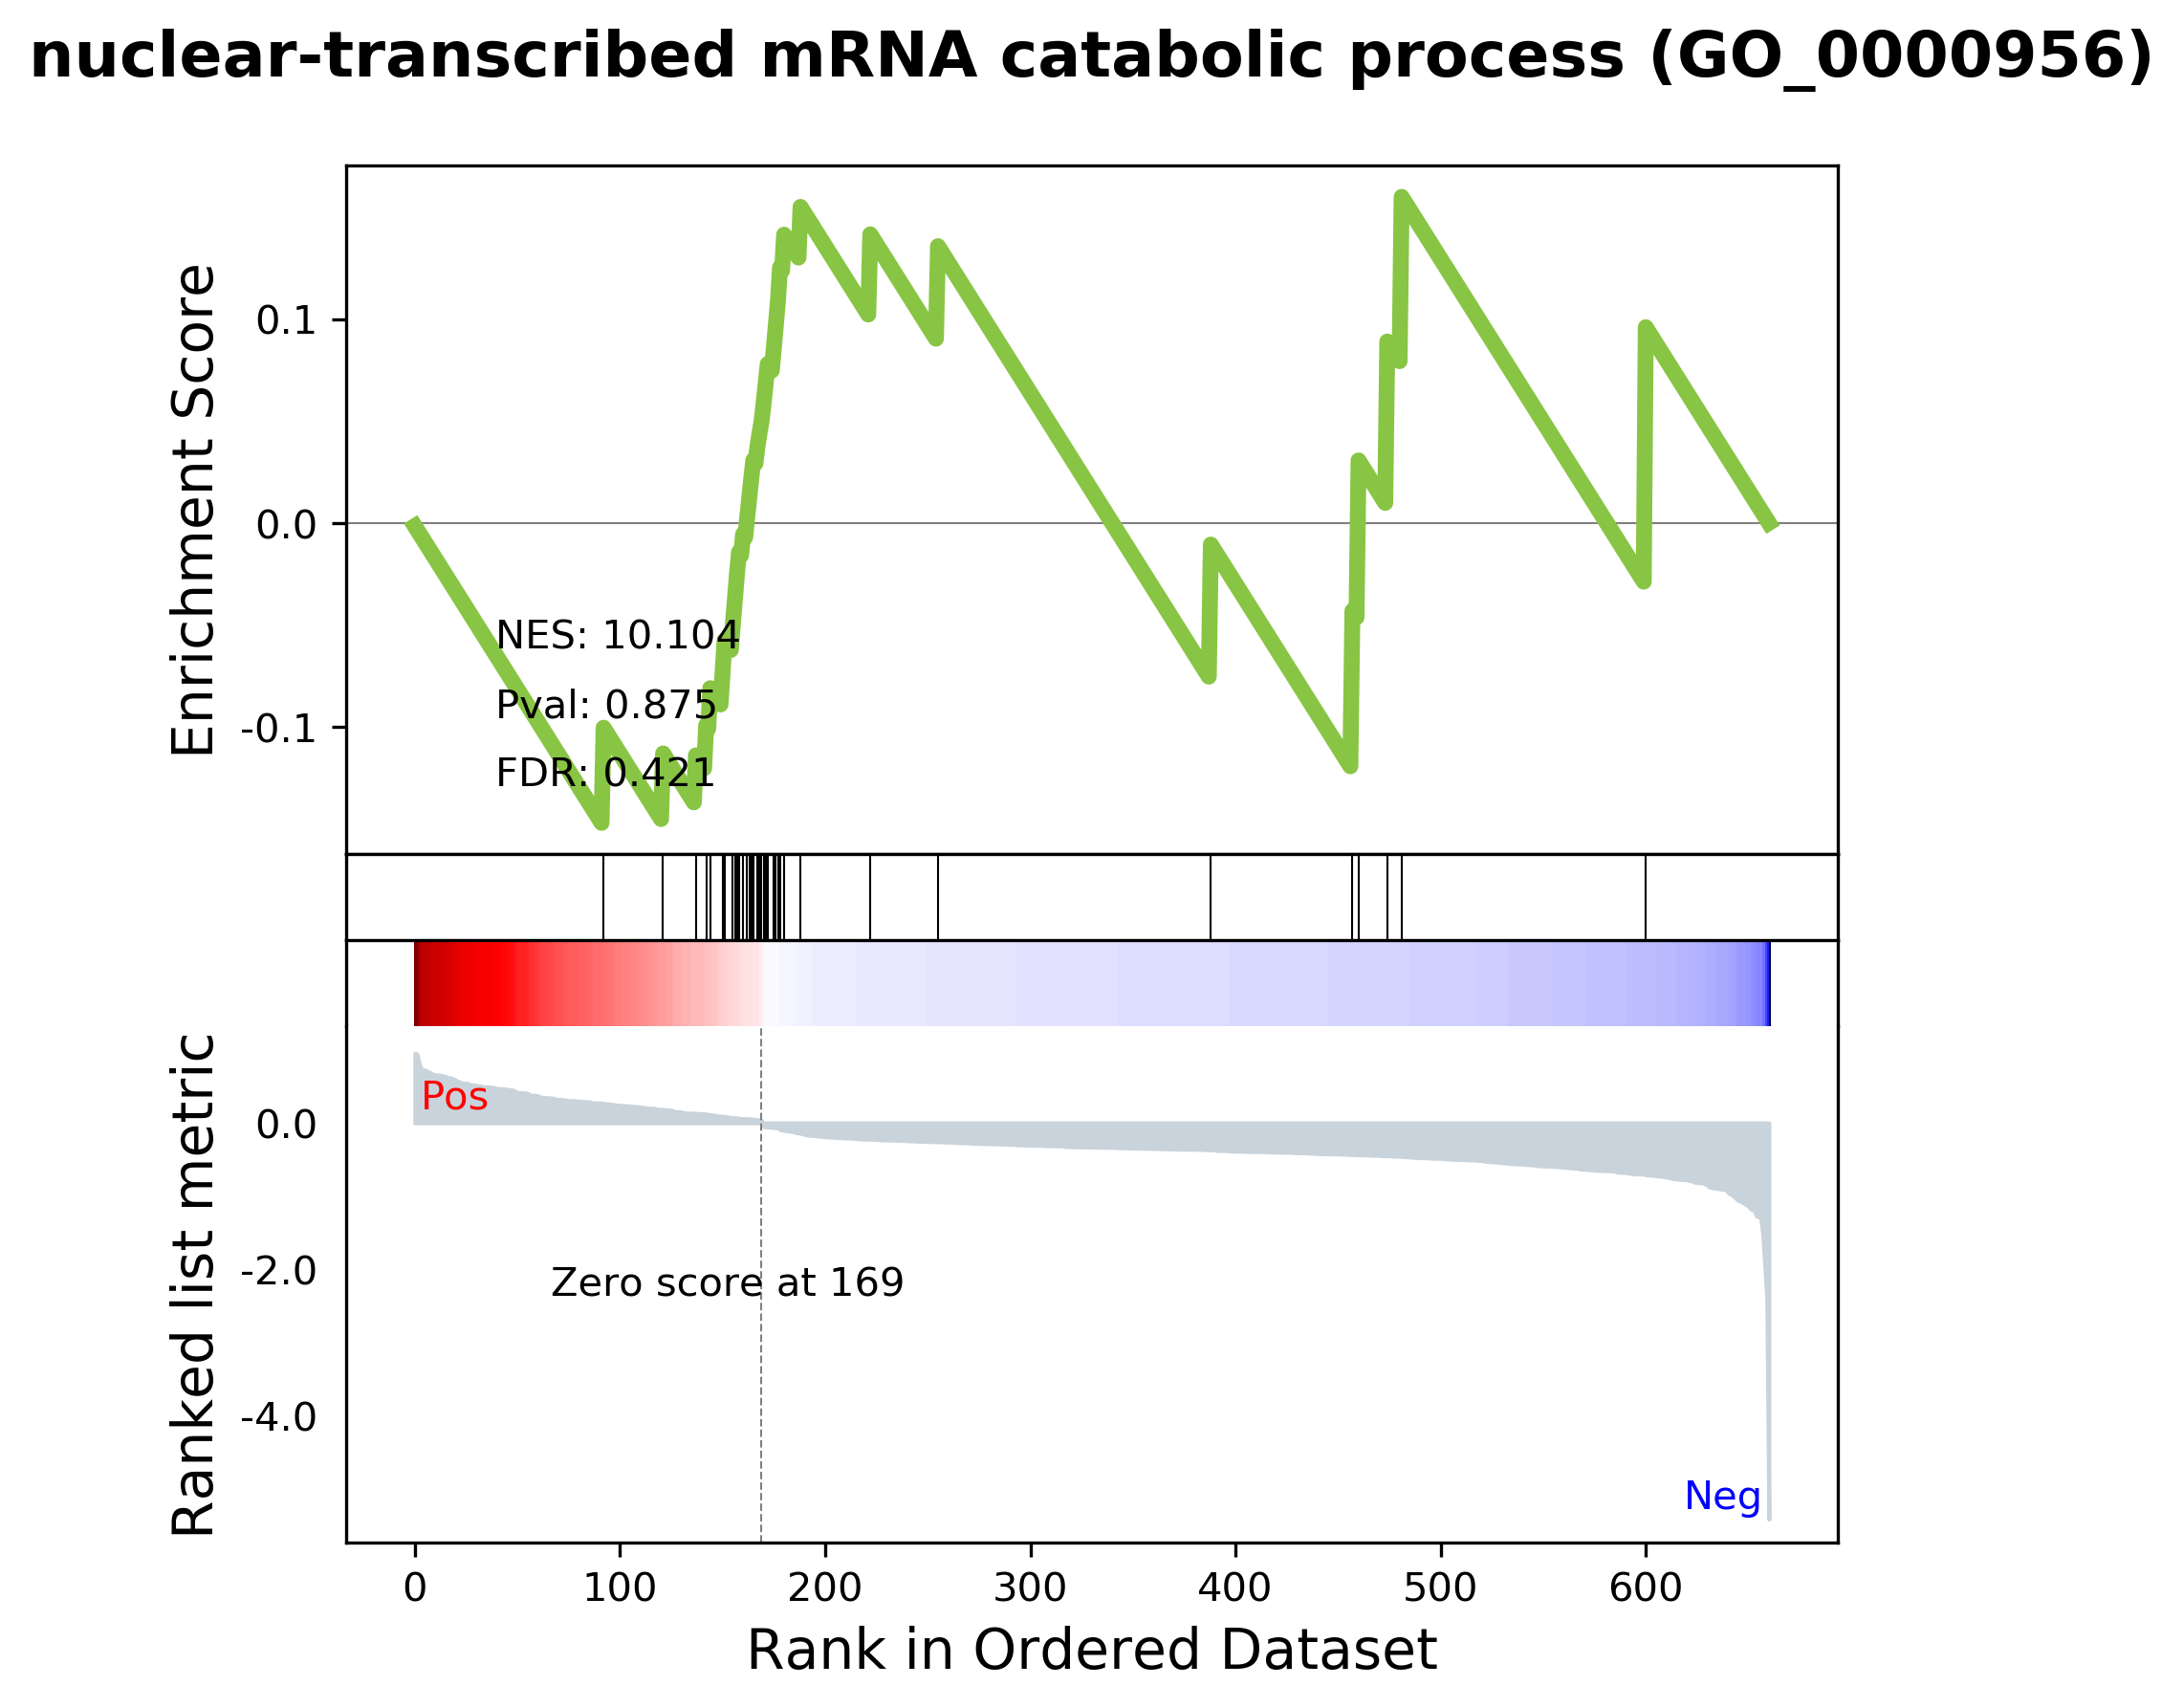 nuclear-transcribed mRNA catabolic process (GO_0000956)
Enrichment Score
0.1
0.0
-0.1
NES: 10.104
Pval: 0.875
FDR: 0.421
Ranked list metric
0.0
-2.0
-4.0
Pos
Zero score at 169
Neg
0 100 200 300 400 500 600
Rank in Ordered Dataset